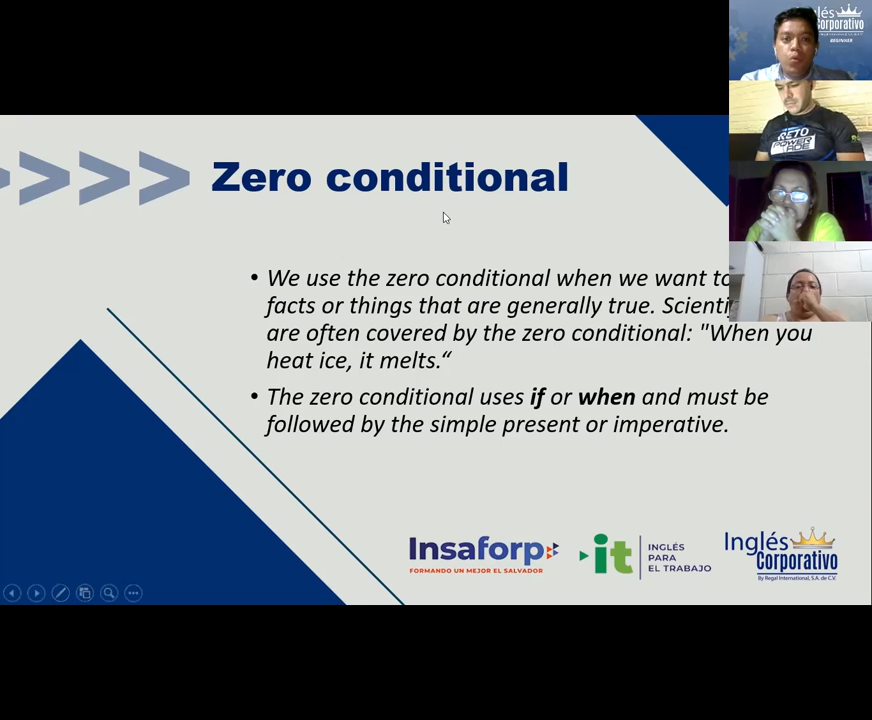 Zero conditional
• We use the zero conditional when we want to
facts or things that are generally true.
are often covered by the zero conditional: "When you
heat ice, it melts.“
• The zero conditional uses if or when and must be
followed by the simple present or imperative.
Insaforp
FORMANDO UN MEJOR EL SALVADOR
it
INGLÉS
PARA
EL TRABAJO
Inglés
Corporativo
By Regal International, S.A. de C.V.
Corporativo
BEGINNER
RETO
POWER
ADE